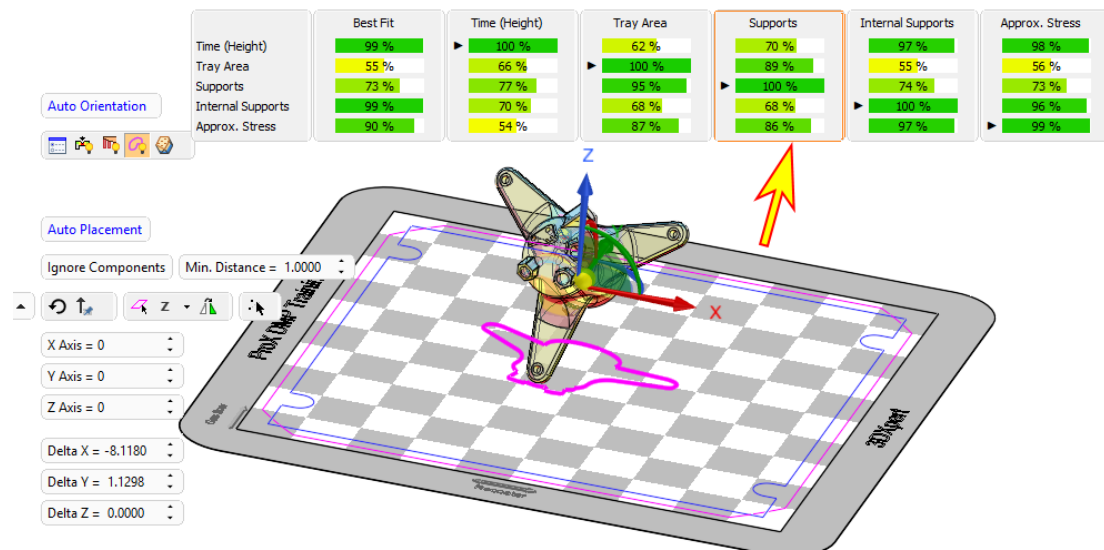 Best Fit Time (Height) Tray Area Supports Internal Supports Approx. Stress
Time (Height) 99 % 100 % 62 % 70 % 97 % 98 %
Tray Area 55 % 66 % 100 % 89 % 55 % 56 %
Supports 73 % 77 % 95 % 100 % 74 % 73 %
Internal Supports 99 % 70 % 68 % 68 % 100 % 96 %
Approx. Stress 90 % 54 % 87 % 86 % 97 % 99 %
Auto Orientation
Z
Auto Placement
Ignore Components Min. Distance = 1.0000
z
X
X Axis = 0
Y Axis = 0
Z Axis = 0
3DXpert
Delta X = -8.1180
Delta Y = 1.1298
Delta Z = 0.0000